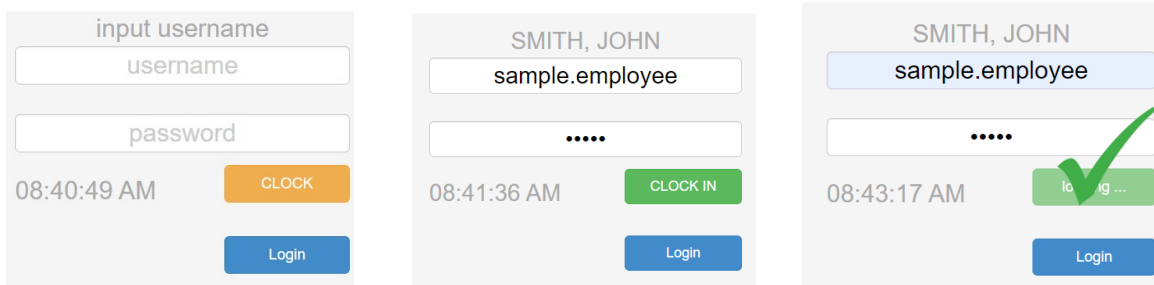 input username
username
password
08:40:49 AM
CLOCK
Login
SMITH, JOHN
sample.employee
•••••
08:41:36 AM
CLOCK IN
Login
SMITH, JOHN
sample.employee
•••••
08:43:17 AM
Login